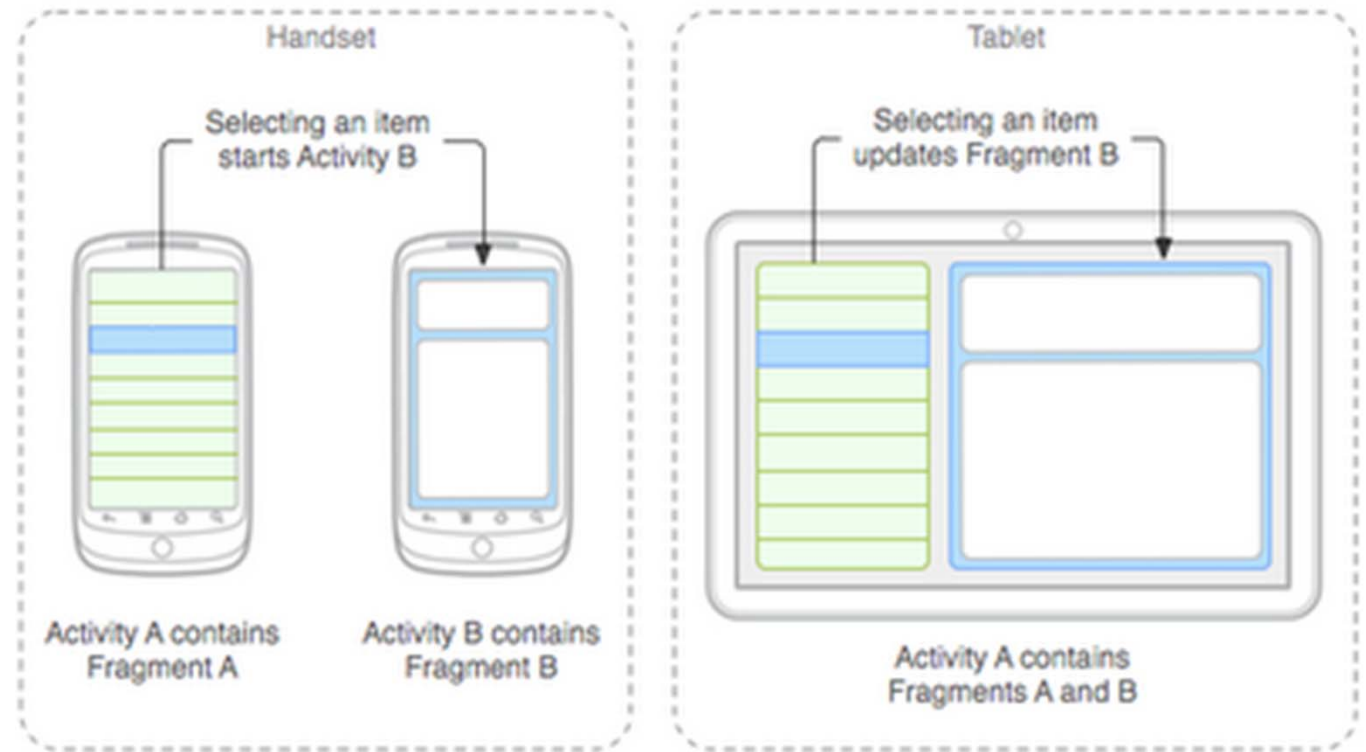 Handset
Selecting an item
starts Activity B
Activity A contains
Fragment A
Activity B contains
Fragment B
Tablet
Selecting an item
updates Fragment B
Activity A contains
Fragments A and B